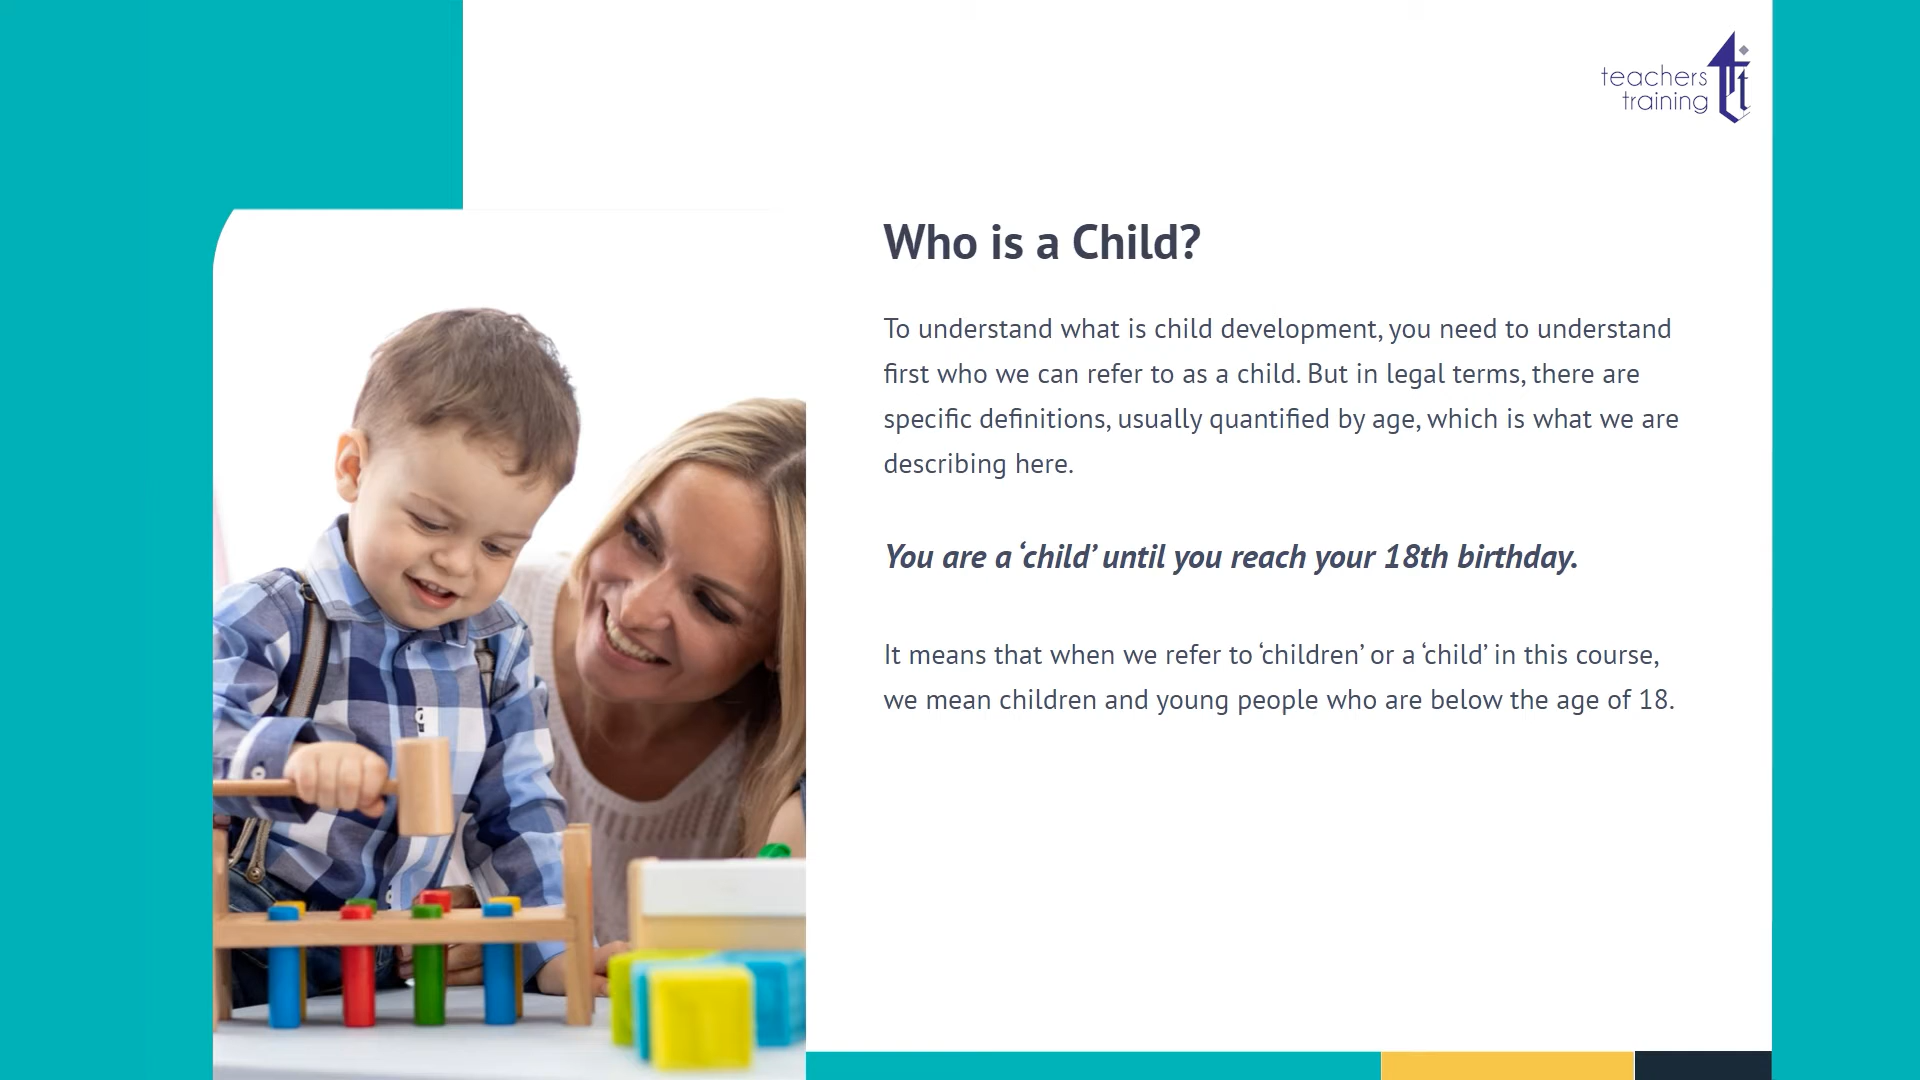 teachers
training
Who is a Child?
To understand what is child development, you need to understand
first who we can refer to as a child. But in legal terms, there are
specific definitions, usually quantified by age, which is what we are
describing here.
You are a ‘child’ until you reach your 18th birthday.
It means that when we refer to ‘children’ or a ‘child’ in this course,
we mean children and young people who are below the age of 18.